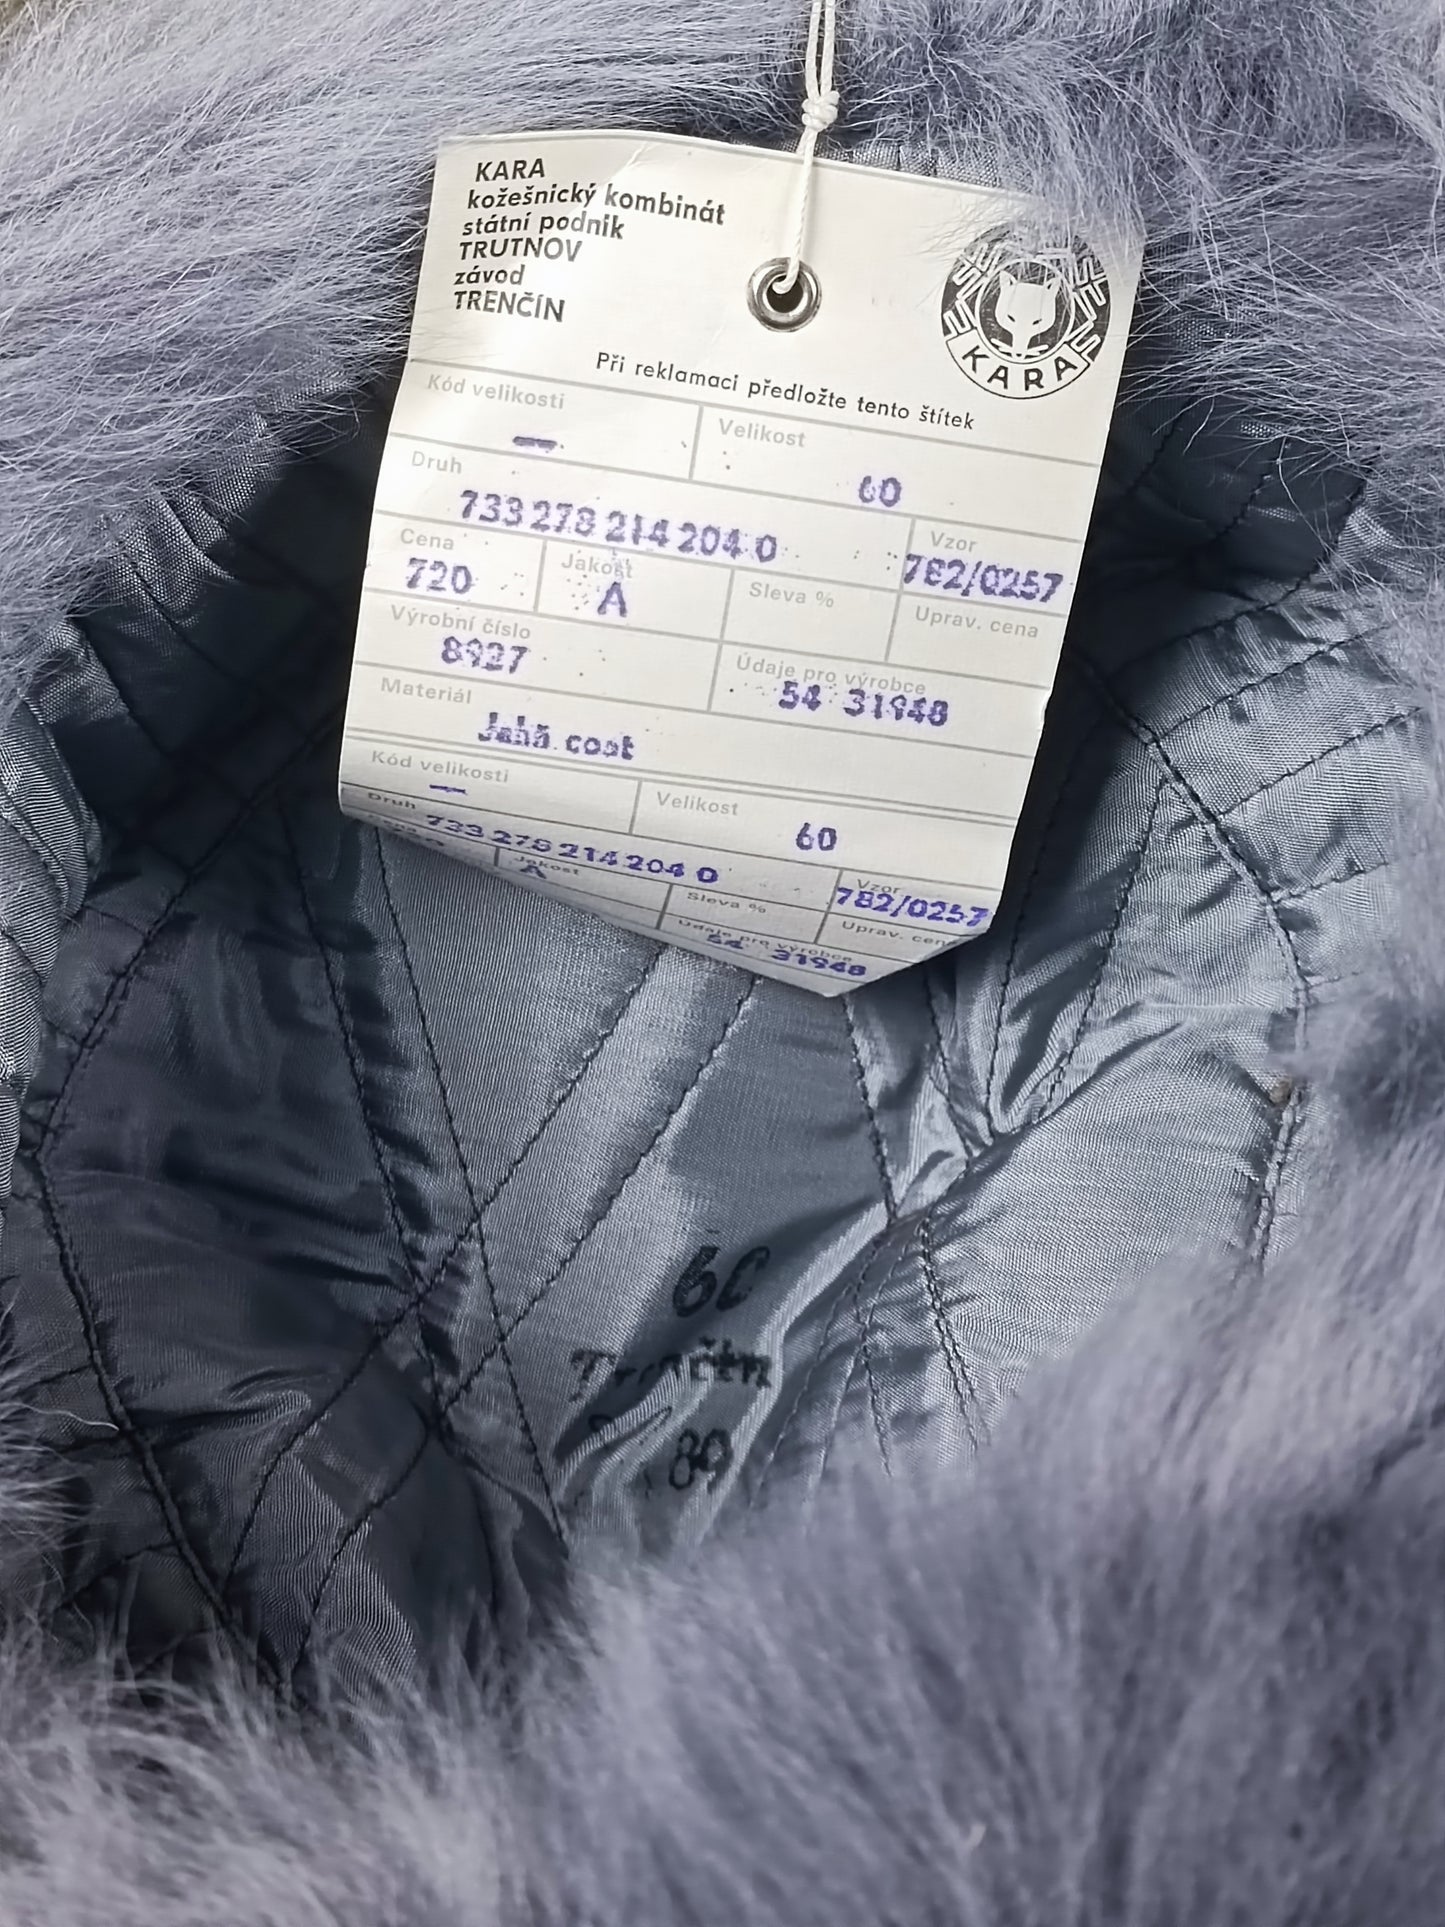 KARA
kožešnický kombinát
státní podnik
TRUTNOV
závod
TRENČÍN
KARA
Při reklamaci předložte tento štítek
Kód velikosti
Velikost
—
60
Druh
733 278 214 204 0
Vzor
782/0257
Cena
720
Jakost
A
Sleva %
Uprav. cena
Výrobní číslo
8927
Údaje pro výrobce
54 31948
Materiál
Jehň. coat
Kód velikosti
Velikost
—
60
Druh
733 278 214 204 0
Vzor
782/0257
Jakost
A
Sleva %
Uprav. cena
Údaje pro výrobce
54 31948
60
Trenčín
89